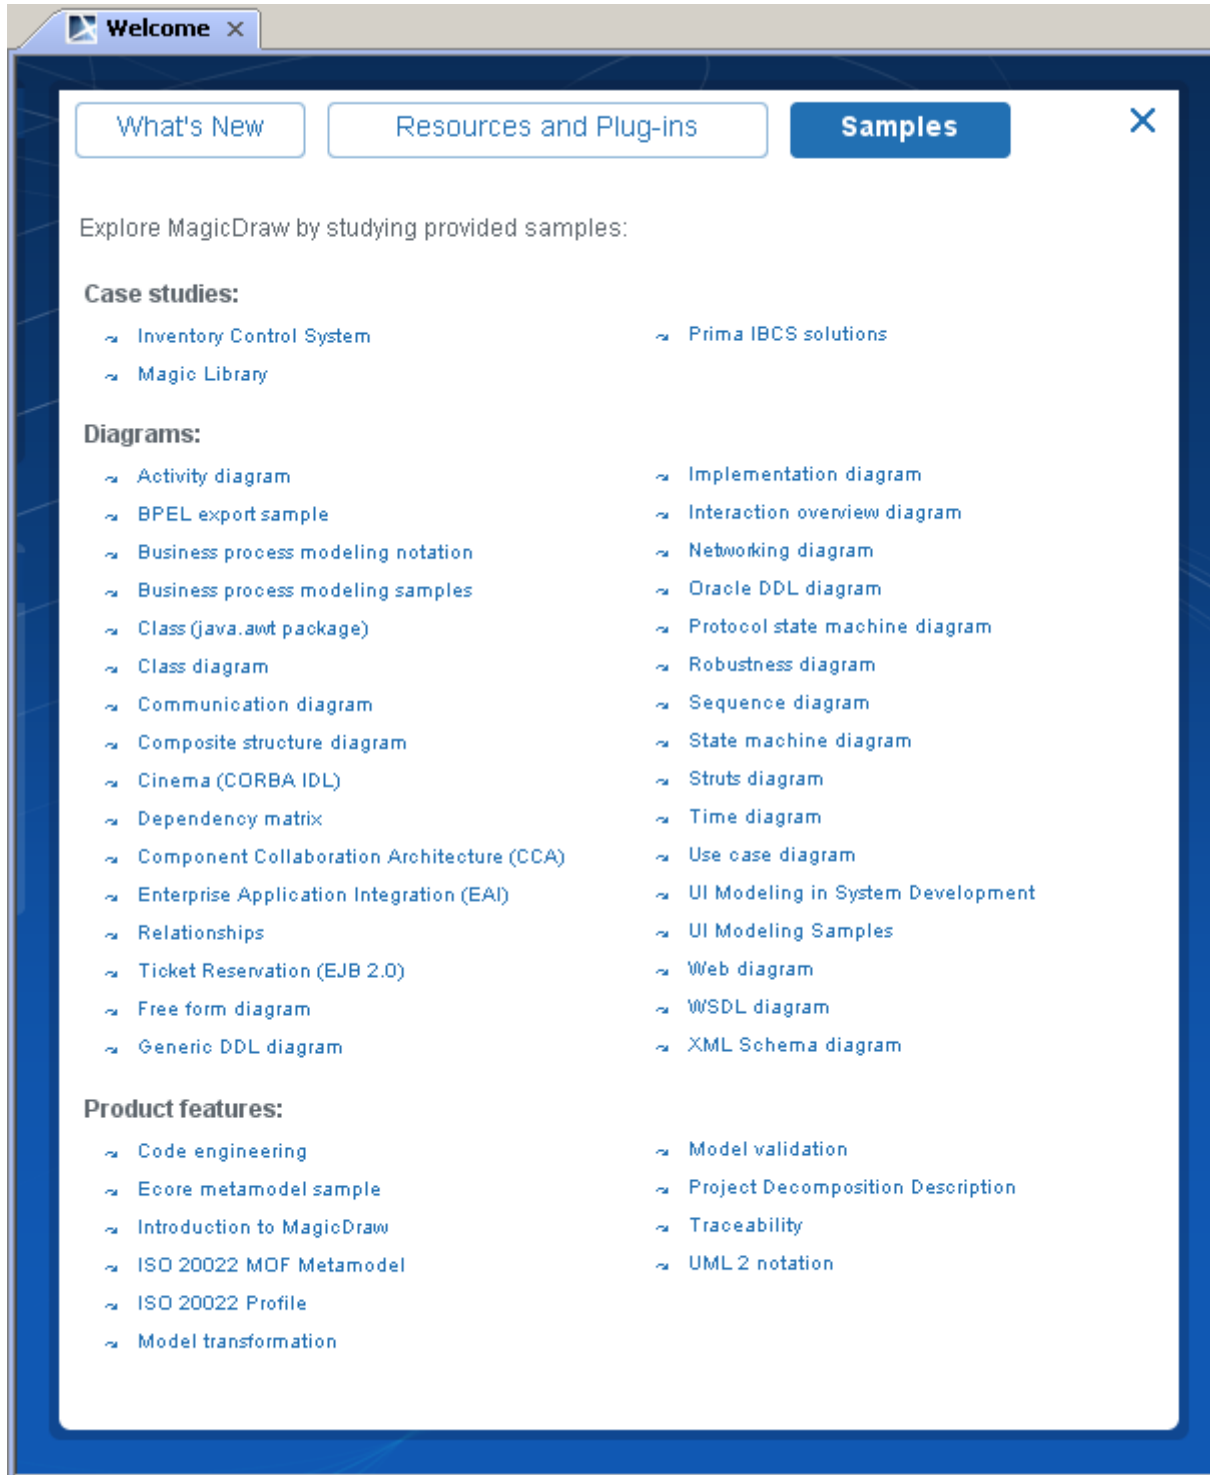 Welcome
What's New
Resources and Plug-ins
Samples
Explore MagicDraw by studying provided samples:
Case studies:
Inventory Control System
Magic Library
Prima IBCS solutions
Diagrams:
Activity diagram
BPEL export sample
Business process modeling notation
Business process modeling samples
Class (java.awt package)
Class diagram
Communication diagram
Composite structure diagram
Cinema (CORBA IDL)
Dependency matrix
Component Collaboration Architecture (CCA)
Enterprise Application Integration (EAI)
Relationships
Ticket Reservation (EJB 2.0)
Free form diagram
Generic DDL diagram
Implementation diagram
Interaction overview diagram
Networking diagram
Oracle DDL diagram
Protocol state machine diagram
Robustness diagram
Sequence diagram
State machine diagram
Struts diagram
Time diagram
Use case diagram
UI Modeling in System Development
UI Modeling Samples
Web diagram
WSDL diagram
XML Schema diagram
Product features:
Code engineering
Ecore metamodel sample
Introduction to MagicDraw
ISO 20022 MOF Metamodel
ISO 20022 Profile
Model transformation
Model validation
Project Decomposition Description
Traceability
UML 2 notation